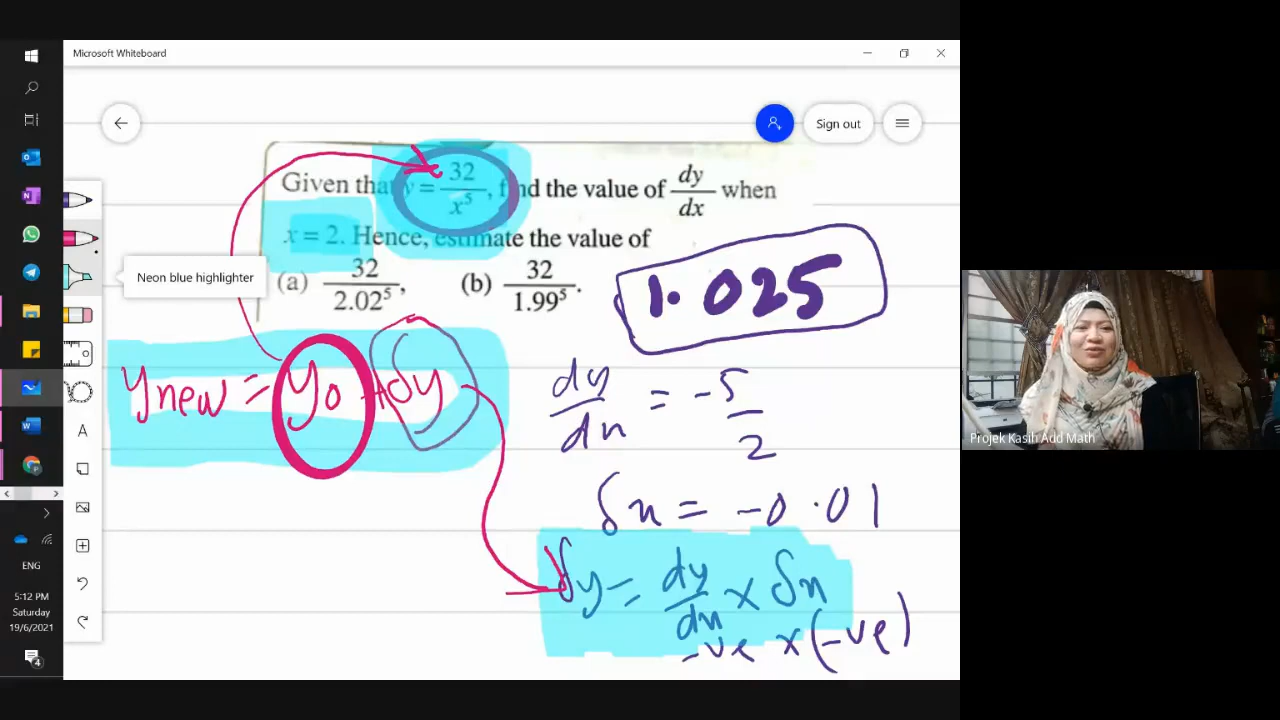 Microsoft Whiteboard
Sign out
Given that y = 32/x⁵, find the value of dy/dx when
x = 2. Hence, estimate the value of
(a) 32/2.02⁵, (b) 32/1.99⁵.
1.025
Neon blue highlighter
y new = y₀ + δy
dy/dx = -5/2
δx = -0.01
δy = dy/dx × δx
-ve × (-ve)
Projek Kasih Add Math
A
ENG
5:12 PM
Saturday
19/6/2021
4